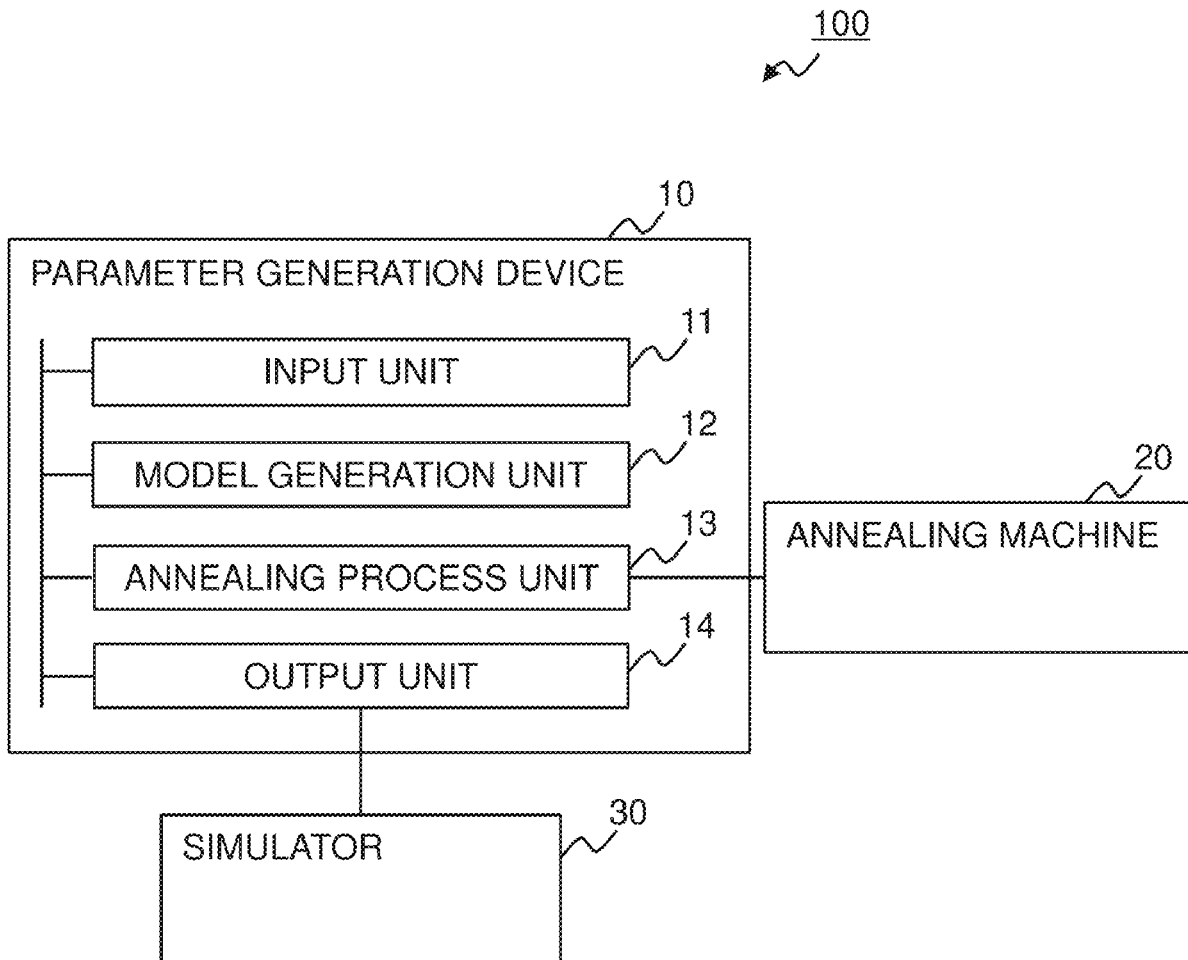 100
10
PARAMETER GENERATION DEVICE
11
INPUT UNIT
12
MODEL GENERATION UNIT
20
ANNEALING MACHINE
13
ANNEALING PROCESS UNIT
14
OUTPUT UNIT
30
SIMULATOR